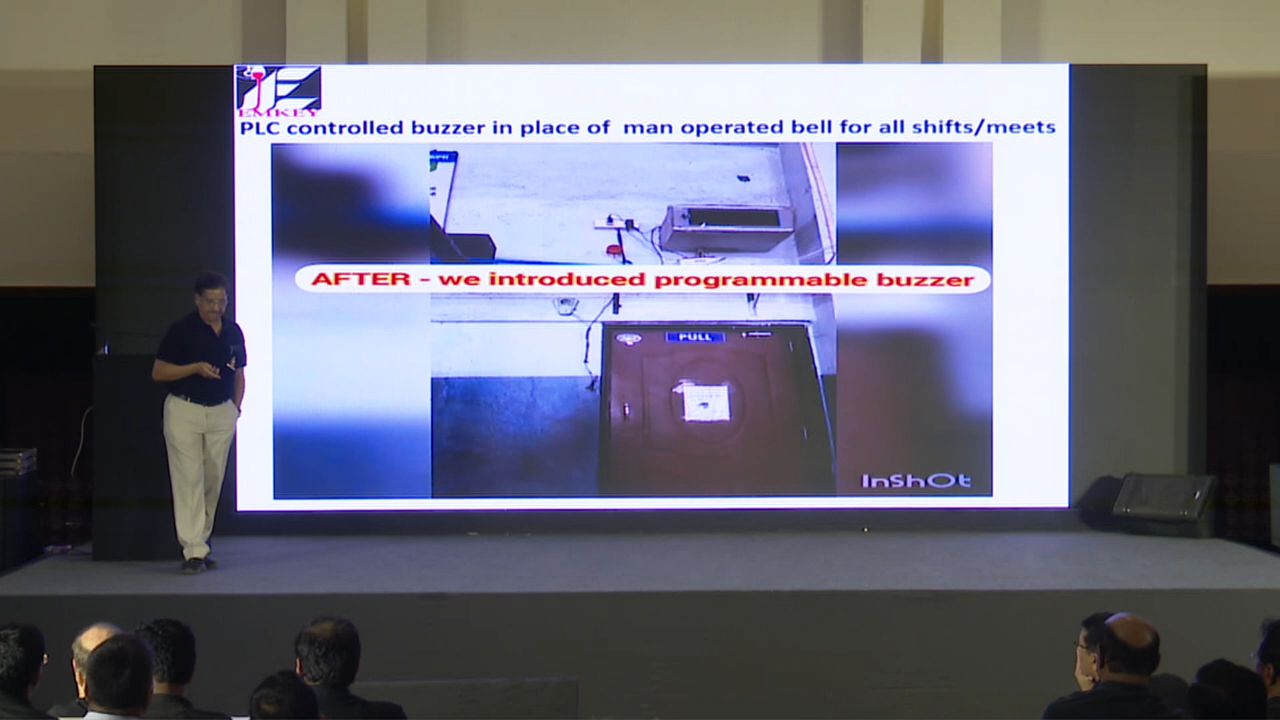 EMKEY
PLC controlled buzzer in place of man operated bell for all shifts/meets
AFTER - we introduced programmable buzzer
PULL
InShOt